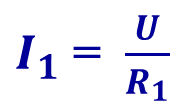 I₁ = U / R₁